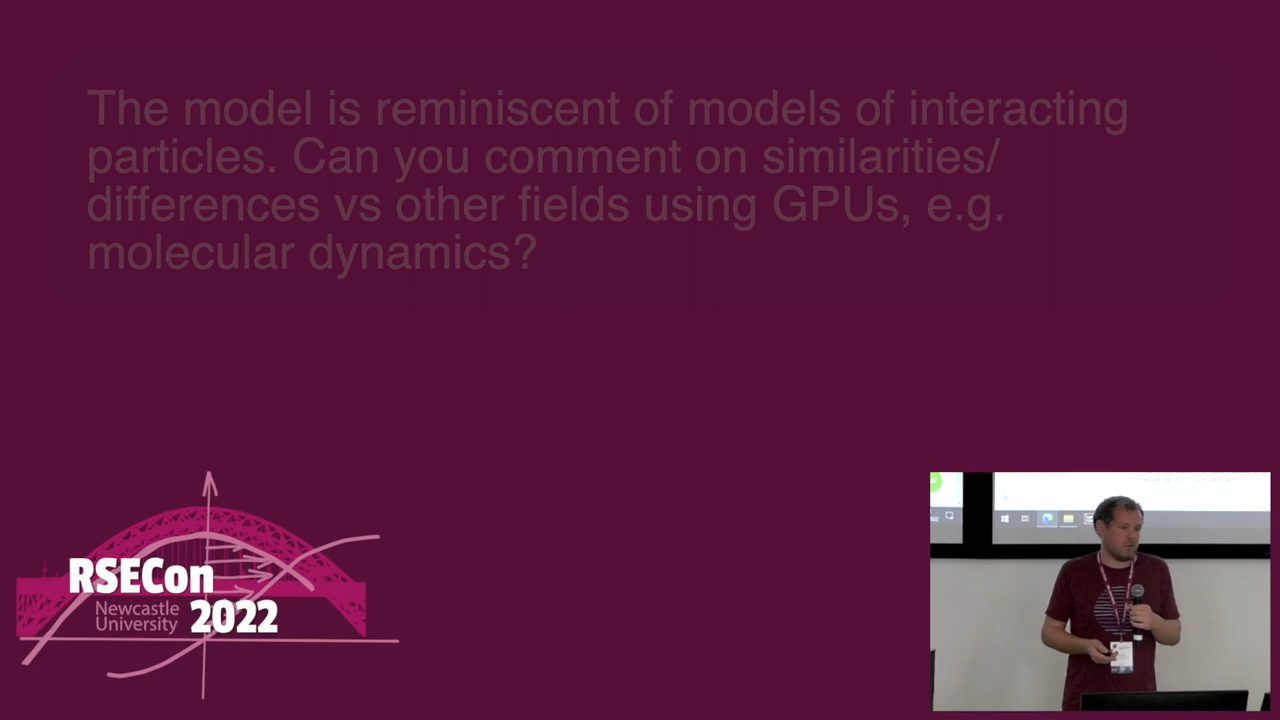 The model is reminiscent of models of interacting
particles. Can you comment on similarities/
differences vs other fields using GPUs, e.g.
molecular dynamics?
RSECon
Newcastle
University
2022